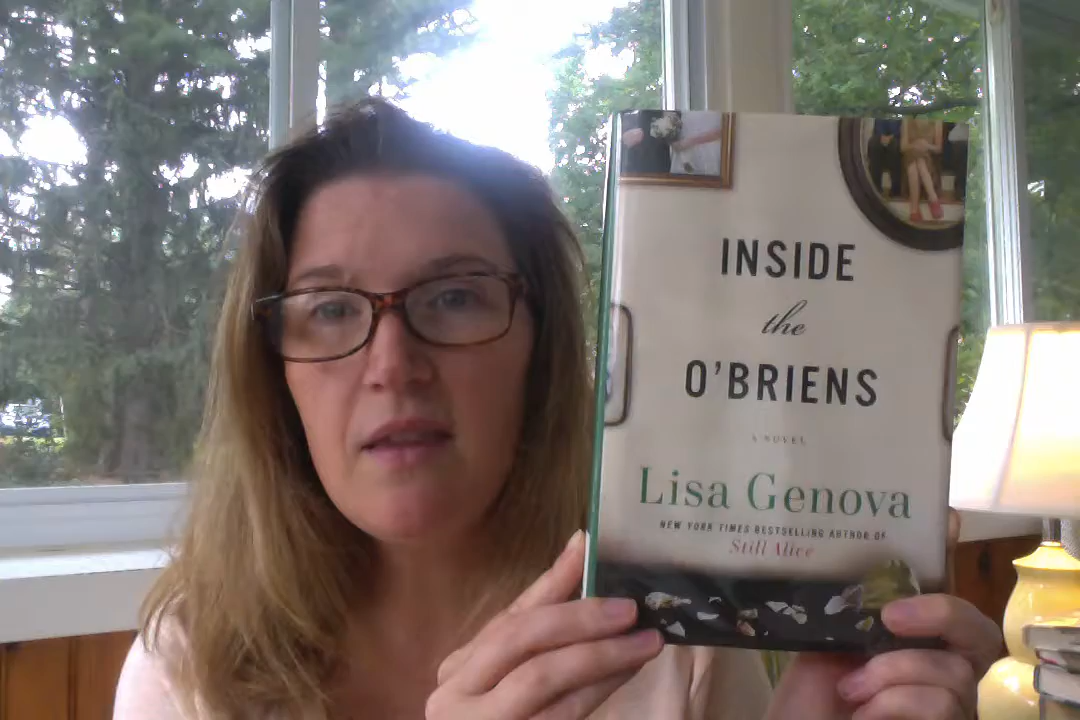 INSIDE
the
O'BRIENS
A NOVEL
Lisa Genova
NEW YORK TIMES BESTSELLING AUTHOR OF
Still Alice